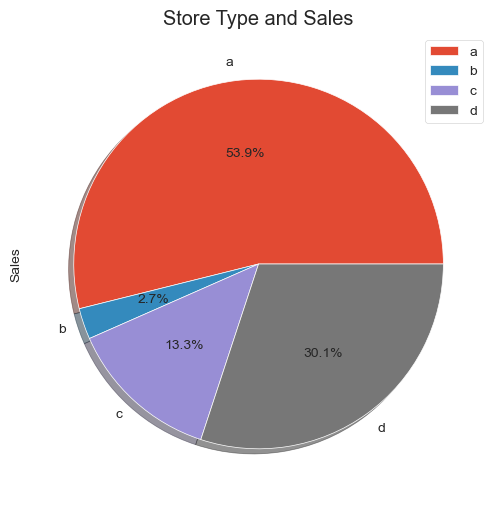 Store Type and Sales
a
b
c
d
a
53.9%
Sales
2.7%
b
13.3%
30.1%
c
d